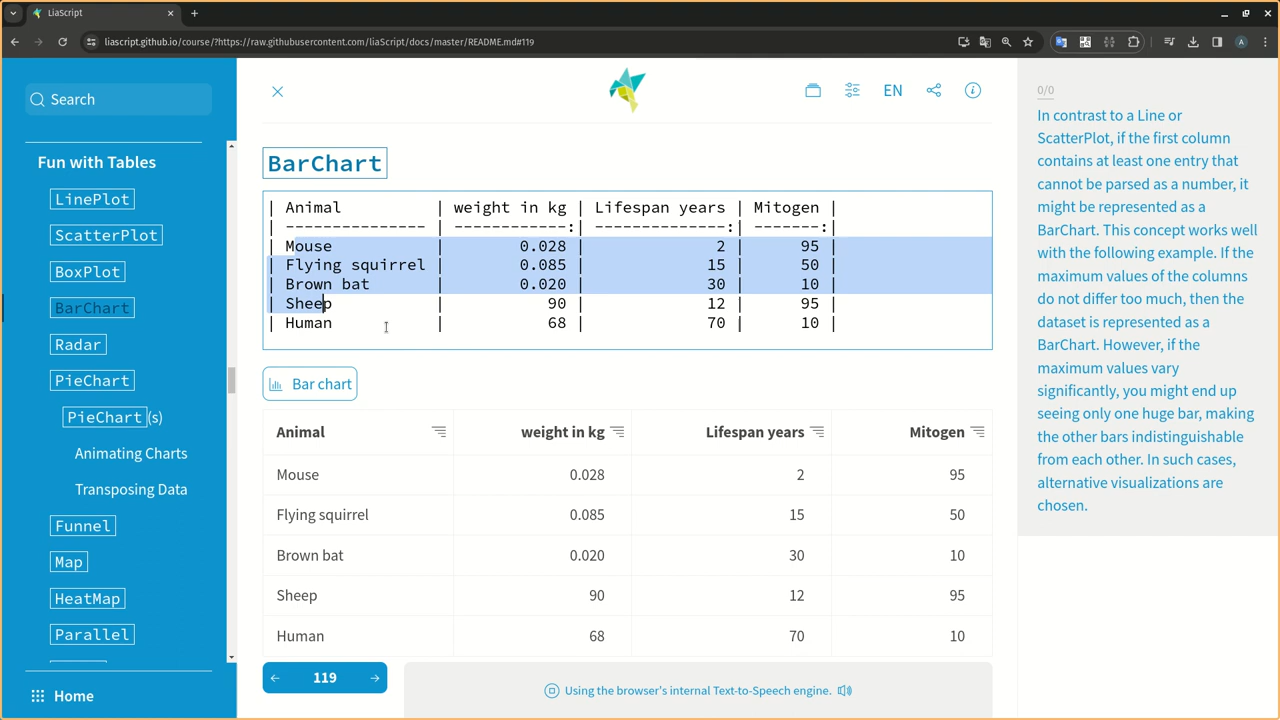 LiaScript
liascript.github.io/course/?https://raw.githubusercontent.com/liaScript/docs/master/README.md#119
Search
Fun with Tables
LinePlot
ScatterPlot
BoxPlot
BarChart
Radar
PieChart
PieChart(s)
Animating Charts
Transposing Data
Funnel
Map
HeatMap
Parallel
Home
EN
BarChart
| Animal | weight in kg | Lifespan years | Mitogen |
| --------------- | ------------:| --------------:| -------:|
| Mouse | 0.028 | 2 | 95 |
| Flying squirrel | 0.085 | 15 | 50 |
| Brown bat | 0.020 | 30 | 10 |
| Sheep | 90 | 12 | 95 |
| Human | 68 | 70 | 10 |
Bar chart
Animal weight in kg Lifespan years Mitogen
Mouse 0.028 2 95
Flying squirrel 0.085 15 50
Brown bat 0.020 30 10
Sheep 90 12 95
Human 68 70 10
119
Using the browser's internal Text-to-Speech engine.
0/0
In contrast to a Line or
ScatterPlot, if the first column
contains at least one entry that
cannot be parsed as a number, it
might be represented as a
BarChart. This concept works well
with the following example. If the
maximum values of the columns
do not differ too much, then the
dataset is represented as a
BarChart. However, if the
maximum values vary
significantly, you might end up
seeing only one huge bar, making
the other bars indistinguishable
from each other. In such cases,
alternative visualizations are
chosen.
A